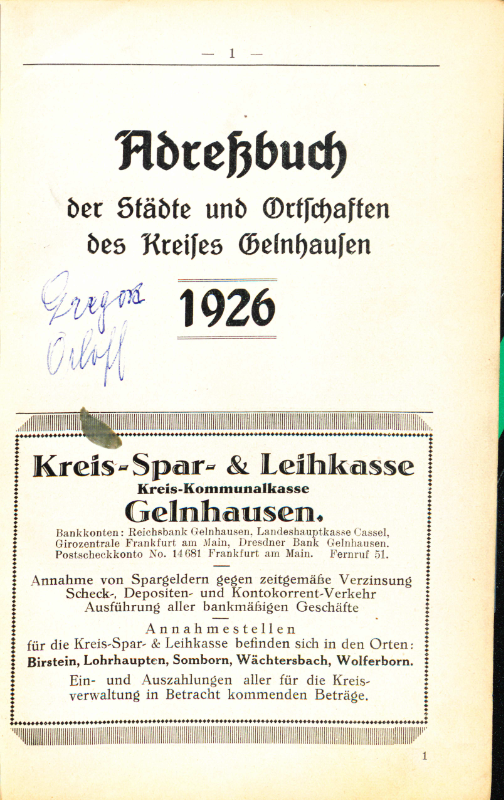 — 1 —
Adreßbuch
der Städte und Ortschaften
des Kreises Gelnhausen
1926
Gregor
Orloff
Kreis-Spar- & Leihkasse
Kreis-Kommunalkasse
Gelnhausen.
Bankkonten: Reichsbank Gelnhausen, Landeshauptkasse Cassel,
Girozentrale Frankfurt am Main, Dresdner Bank Gelnhausen.
Postscheckkonto No. 14681 Frankfurt am Main. Fernruf 51.
Annahme von Spargeldern gegen zeitgemäße Verzinsung
Scheck-, Depositen- und Kontokorrent-Verkehr
Ausführung aller bankmäßigen Geschäfte
Annahmestellen
für die Kreis-Spar- & Leihkasse befinden sich in den Orten:
Birstein, Lohrhaupten, Somborn, Wächtersbach, Wolferborn.
Ein- und Auszahlungen aller für die Kreis-
verwaltung in Betracht kommenden Beträge.
1